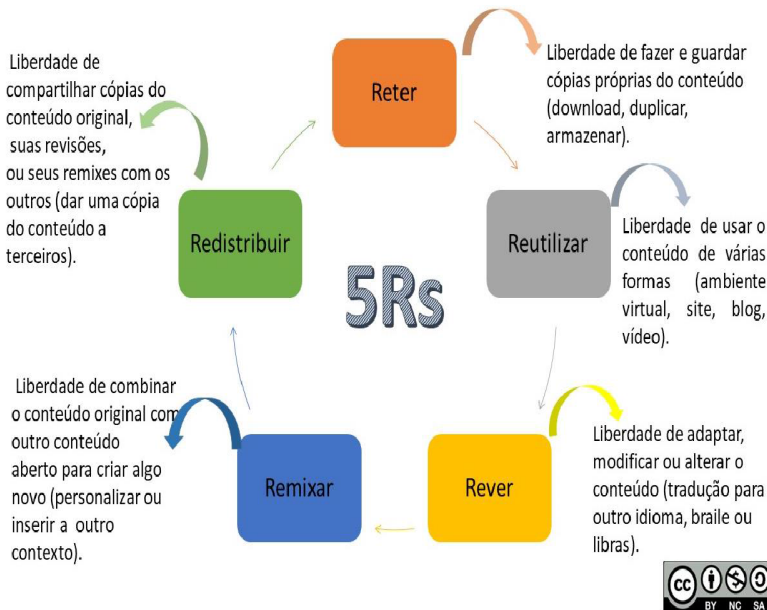 Reter
Liberdade de fazer e guardar
cópias próprias do conteúdo
(download, duplicar,
armazenar).
Reutilizar
Liberdade de usar o
conteúdo de várias
formas (ambiente
virtual, site, blog,
vídeo).
Rever
Liberdade de adaptar,
modificar ou alterar o
conteúdo (tradução para
outro idioma, braile ou
libras).
Remixar
Liberdade de combinar
o conteúdo original com
outro conteúdo
aberto para criar algo
novo (personalizar ou
inserir a outro
contexto).
Redistribuir
Liberdade de
compartilhar cópias do
conteúdo original,
suas revisões,
ou seus remixes com os
outros (dar uma cópia
do conteúdo a
terceiros).
5Rs
cc
BY NC SA